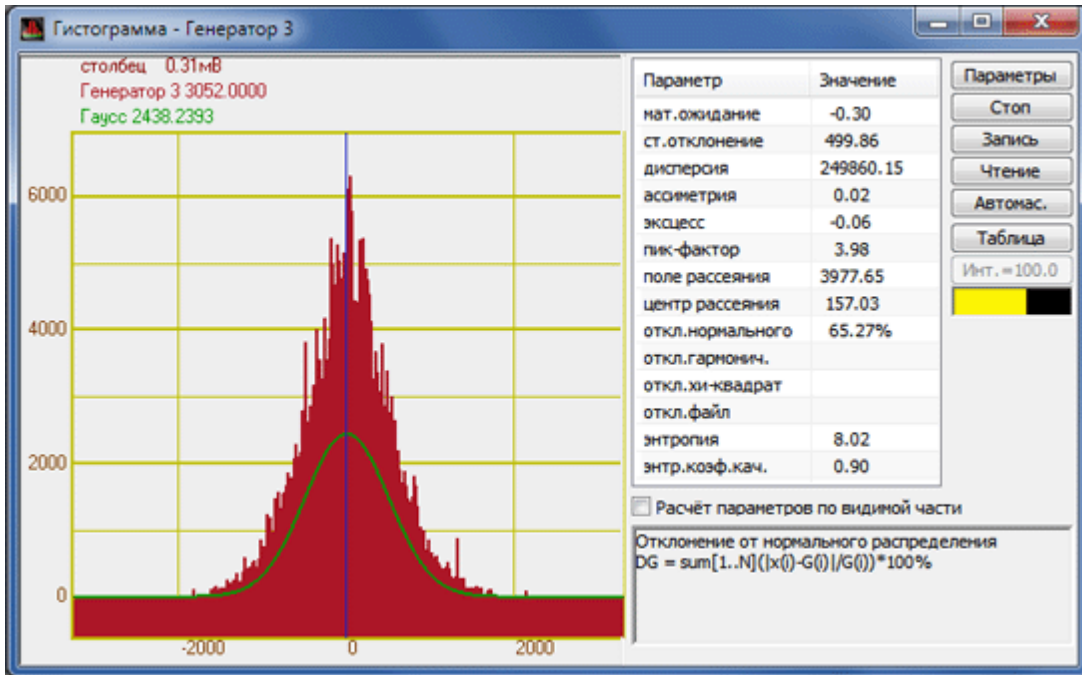 Гистограмма - Генератор 3
столбец 0.31мВ
Генератор 3 3052.0000
Гаусс 2438.2393
6000
4000
2000
0
-2000 0 2000
Параметр Значение
мат.ожидание -0.30
ст.отклонение 499.86
дисперсия 249860.15
ассиметрия 0.02
эксцесс -0.06
пик-фактор 3.98
поле рассеяния 3977.65
центр рассеяния 157.03
откл.нормального 65.27%
откл.гармонич.
откл.хи-квадрат
откл.файл
энтропия 8.02
энтр.коэф.кач. 0.90
Расчёт параметров по видимой части
Отклонение от нормального распределения
DG = sum[1..N](|x(i)-G(i)|/G(i))*100%
Параметры
Стоп
Запись
Чтение
Автомас.
Таблица
Инт.=100.0